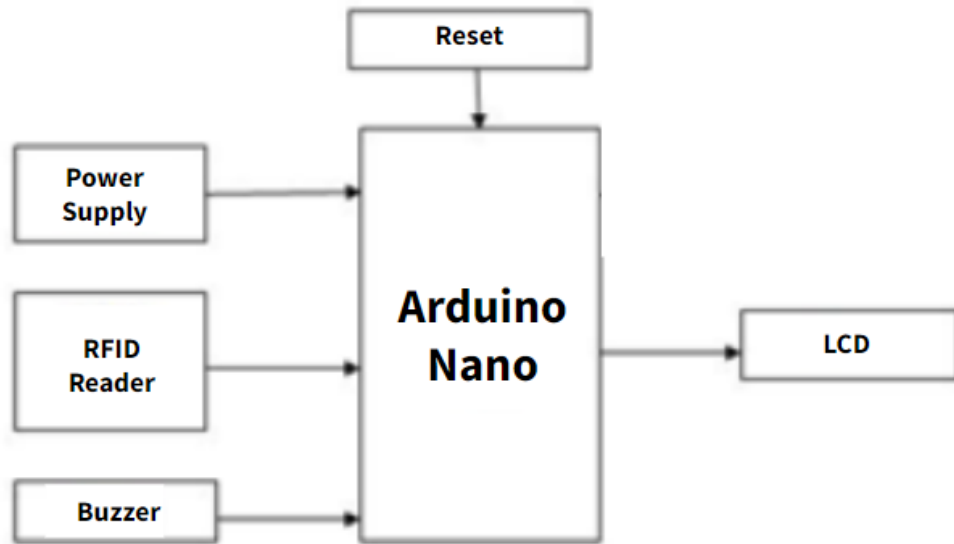 Reset
Power
Supply
Arduino
Nano
RFID
Reader
LCD
Buzzer